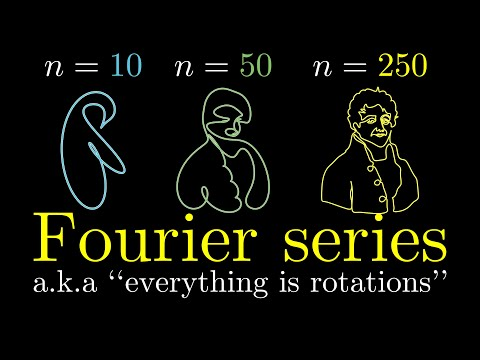 n = 10 n = 50 n = 250
Fourier series
a.k.a “everything is rotations”